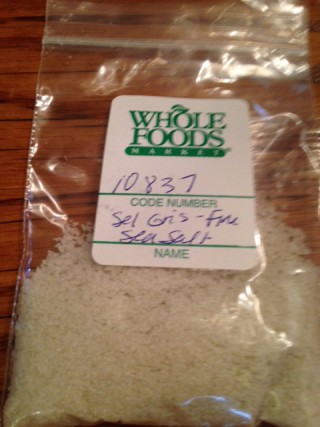 WHOLE
FOODS
MARKET
10837
CODE NUMBER
Sel Gris - Fine
Sea Salt
NAME